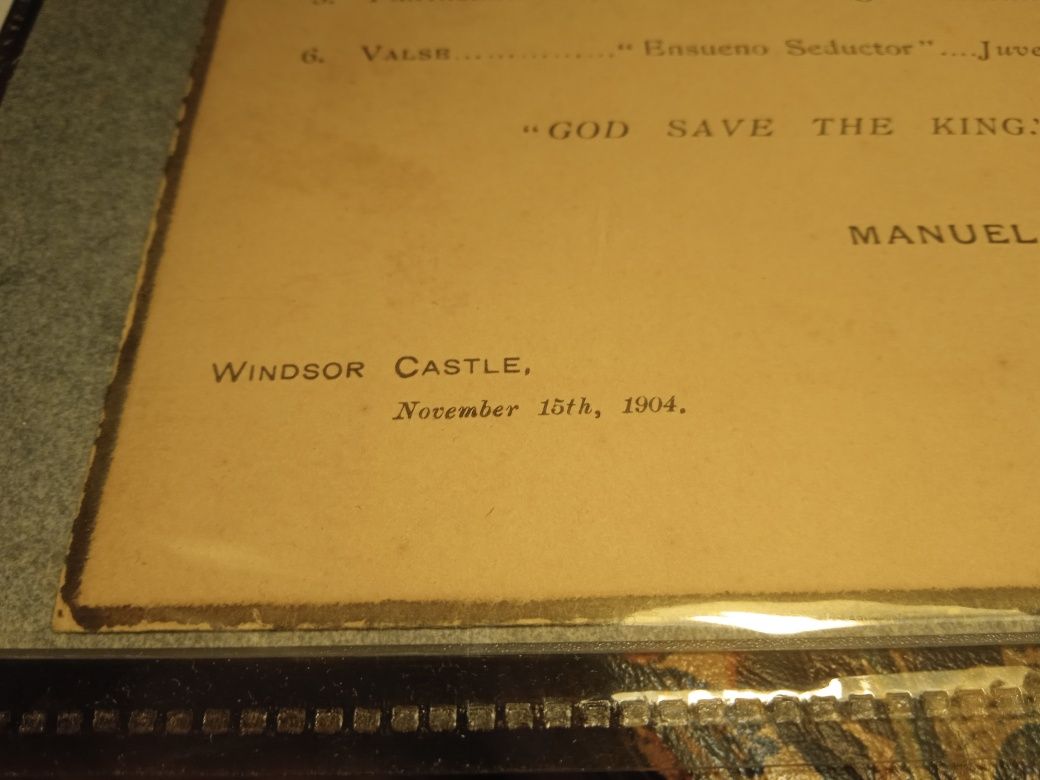 6. VALSE...............“Ensueno Seductor”....Juve
“GOD SAVE THE KING.”
MANUEL
WINDSOR CASTLE,
November 15th, 1904.